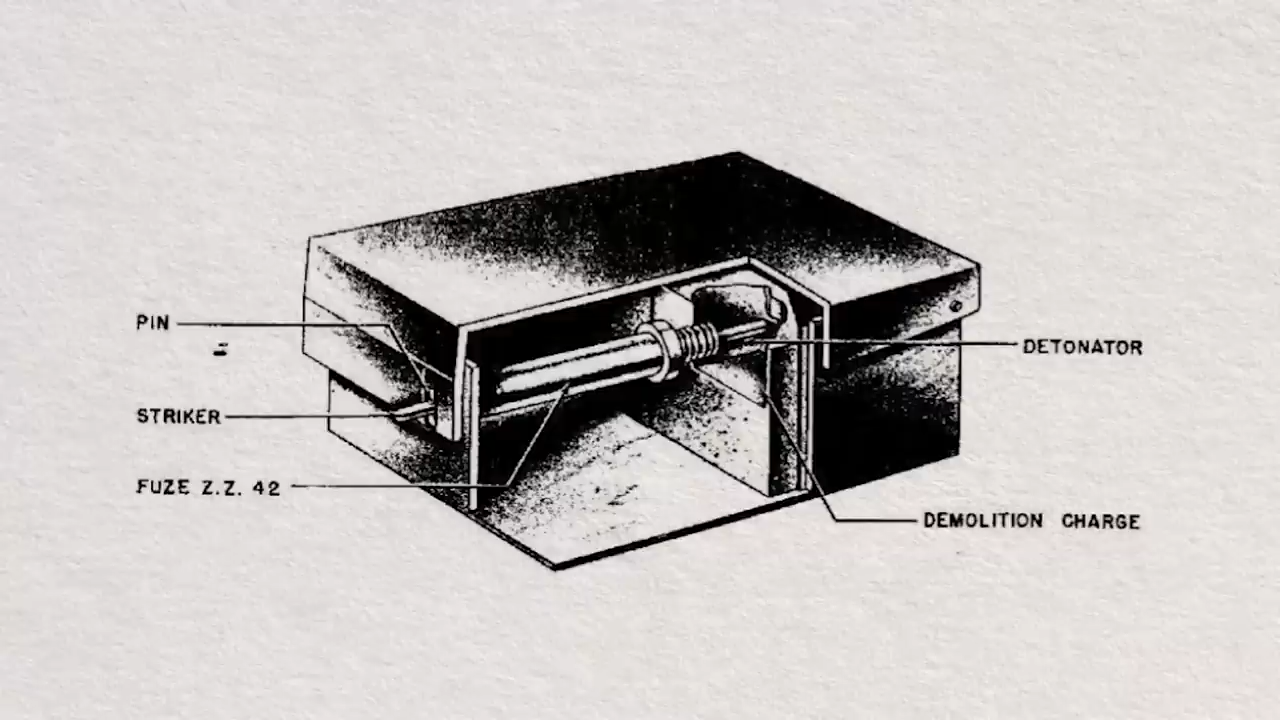 PIN
STRIKER
FUZE Z.Z. 42
DETONATOR
DEMOLITION CHARGE